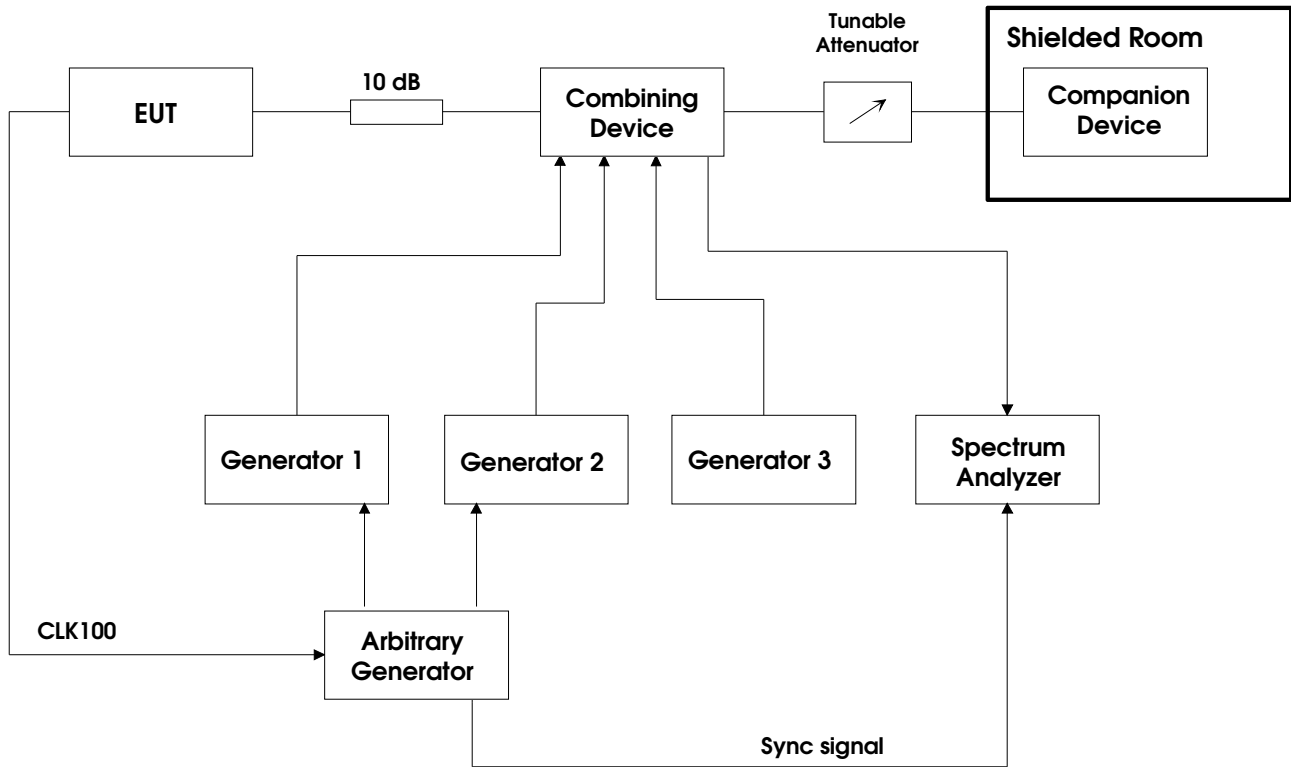 Tunable
Attenuator
Shielded Room
10 dB
EUT
Combining
Device
Companion
Device
Generator 1
Generator 2
Generator 3
Spectrum
Analyzer
CLK100
Arbitrary
Generator
Sync signal